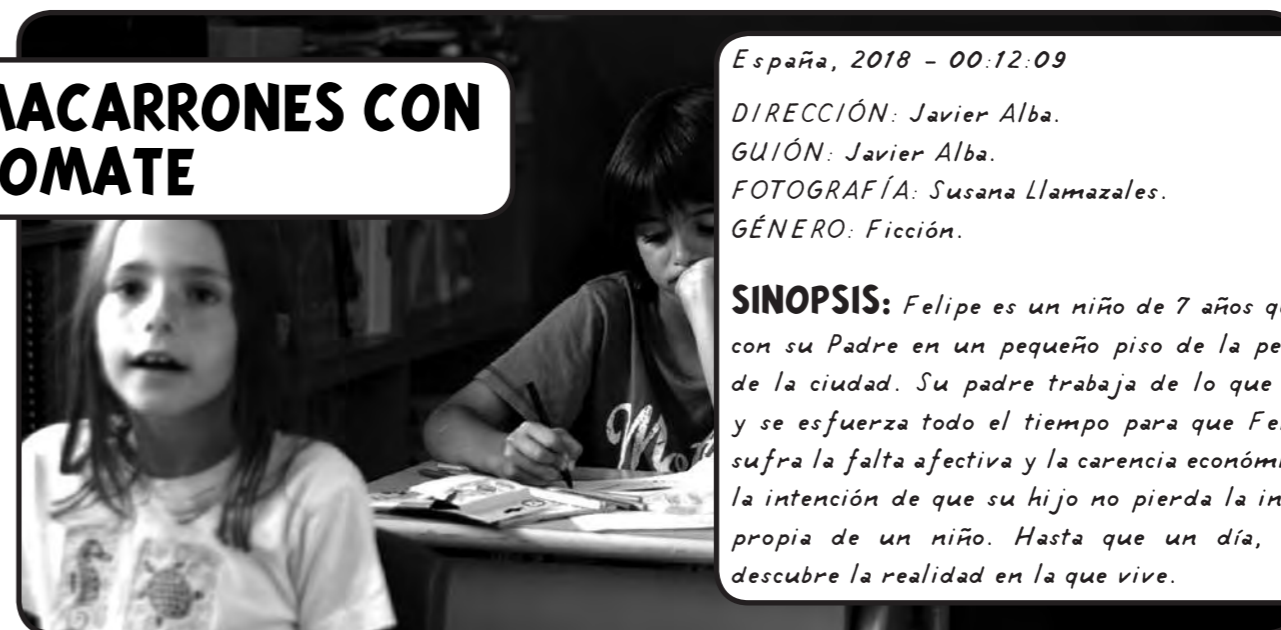 MACARRONES CON
TOMATE
España, 2018 – 00:12:09
DIRECCIÓN: Javier Alba.
GUIÓN: Javier Alba.
FOTOGRAFÍA: Susana Llamazales.
GÉNERO: Ficción.
SINOPSIS: Felipe es un niño de 7 años
con su Padre en un pequeño piso de la
de la ciudad. Su padre trabaja de lo que
y se esfuerza todo el tiempo para que
sufra la falta afectiva y la carencia
la intención de que su hijo no pierda la
propia de un niño. Hasta que un día,
descubre la realidad en la que vive.